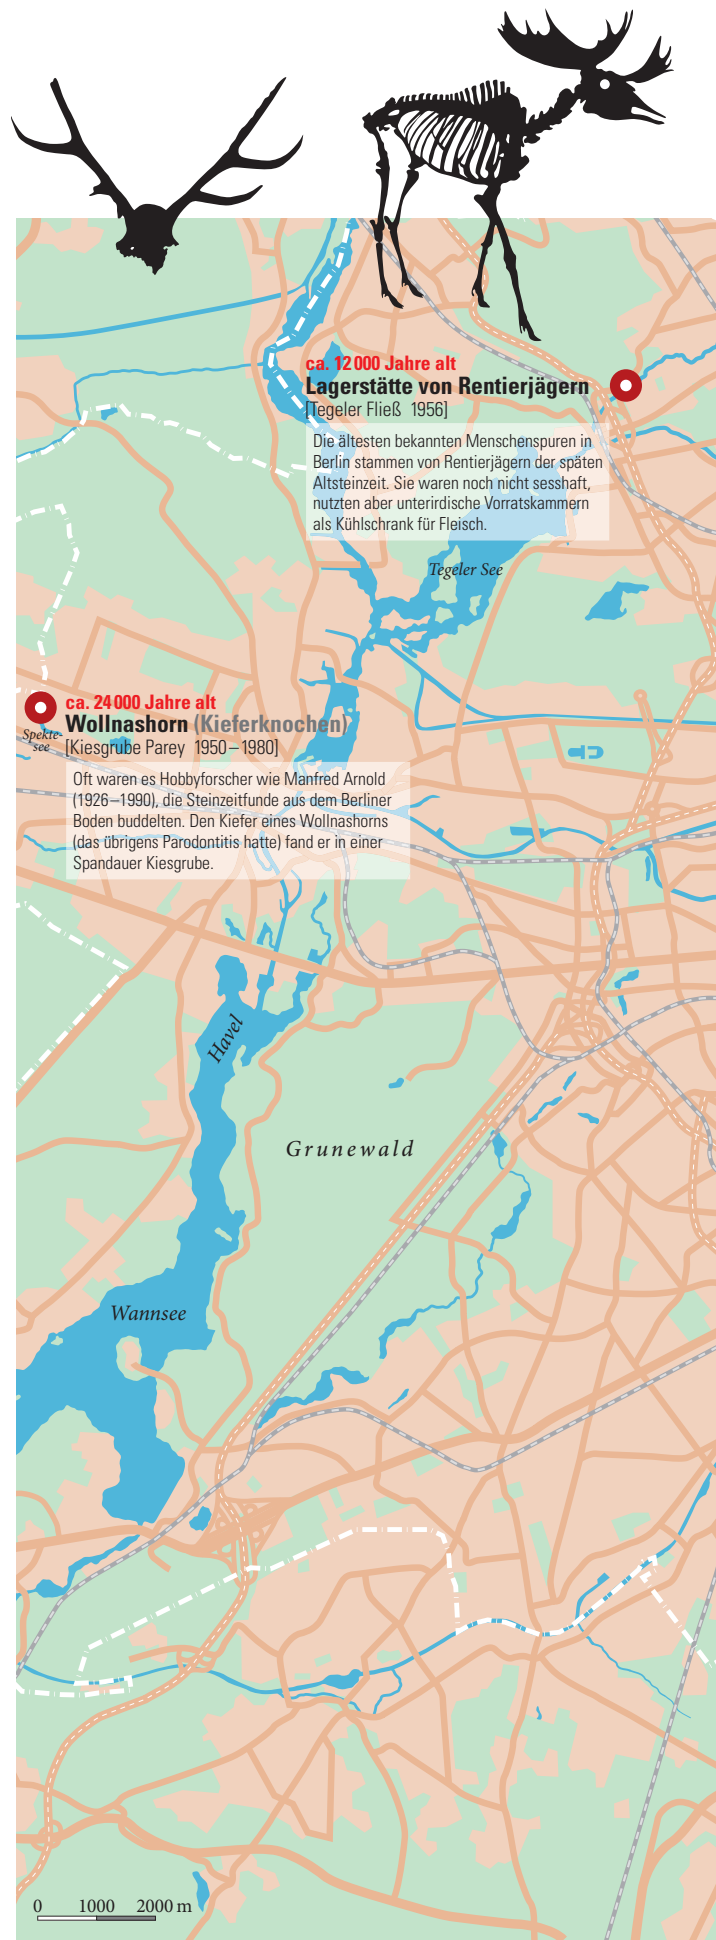 ca. 12 000 Jahre alt
Lagerstätte von Rentierjägern
[Tegeler Fließ 1956]
Die ältesten bekannten Menschenspuren in
Berlin stammen von Rentierjägern der späten
Altsteinzeit. Sie waren noch nicht sesshaft,
nutzten aber unterirdische Vorratskammern
als Kühlschrank für Fleisch.
Tegeler See
ca. 24 000 Jahre alt
Wollnashorn (Kieferknochen)
Spekte-
see
[Kiesgrube Parey 1950–1980]
Oft waren es Hobbyforscher wie Manfred Arnold
(1926–1990), die Steinzeitfunde aus dem Berliner
Boden buddelten. Den Kiefer eines Wollnashorns
(das übrigens Parodontitis hatte) fand er in einer
Spandauer Kiesgrube.
Havel
Grunewald
Wannsee
0 1000 2000 m